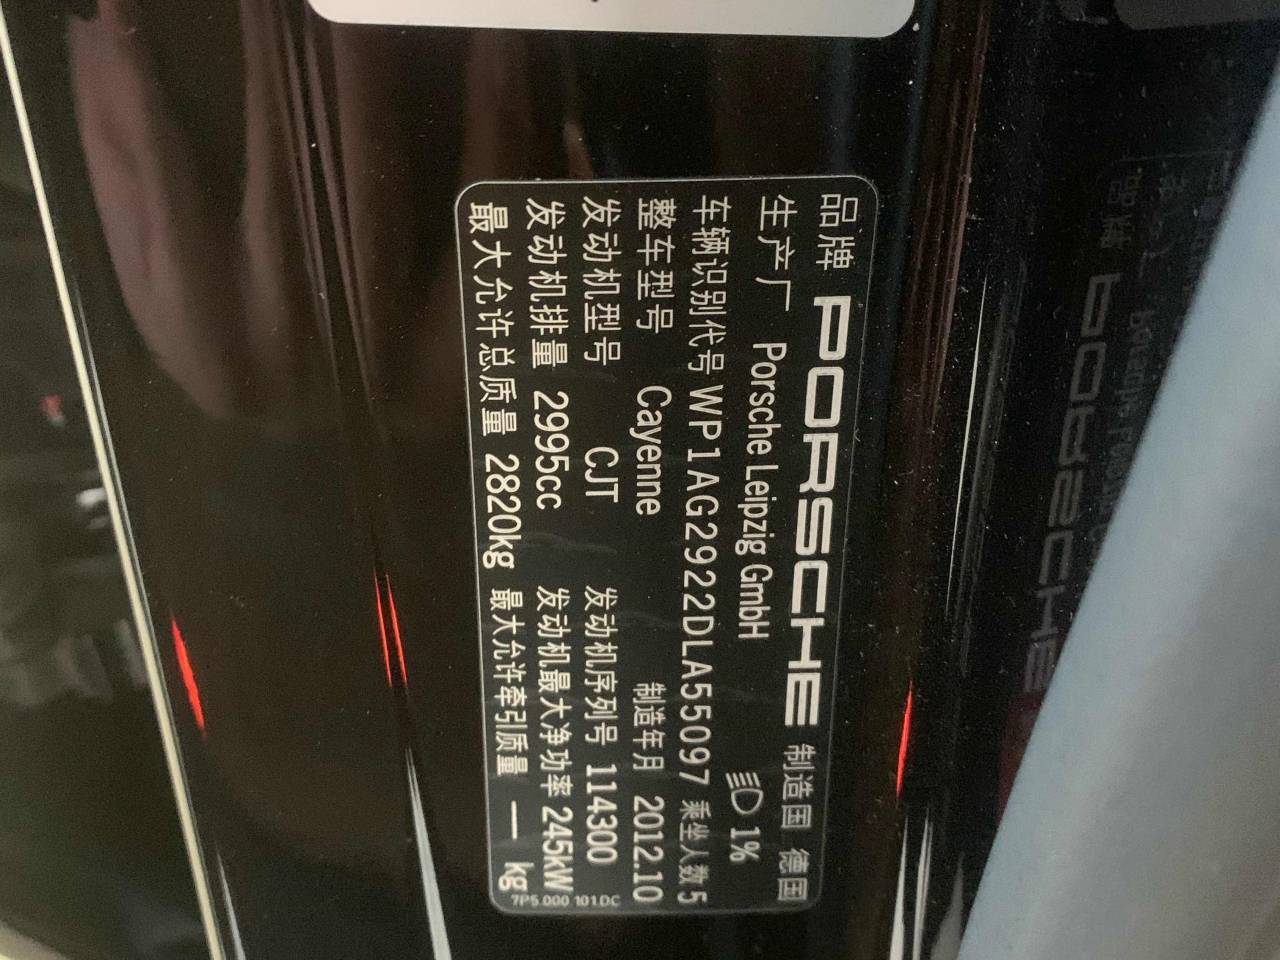 品牌 PORSCHE 制造国 德国
生产厂 Porsche Leipzig GmbH 1%
车辆识别代号 WP1AG2922DLA55097 乘坐人数 5
整车型号 Cayenne 制造年月 2012.10
发动机型号 CJT 发动机序列号 114300
发动机排量 2995cc 发动机最大净功率 245kW
最大允许总质量 2820kg 最大允许牵引质量 — kg
7P5.000 101.DC